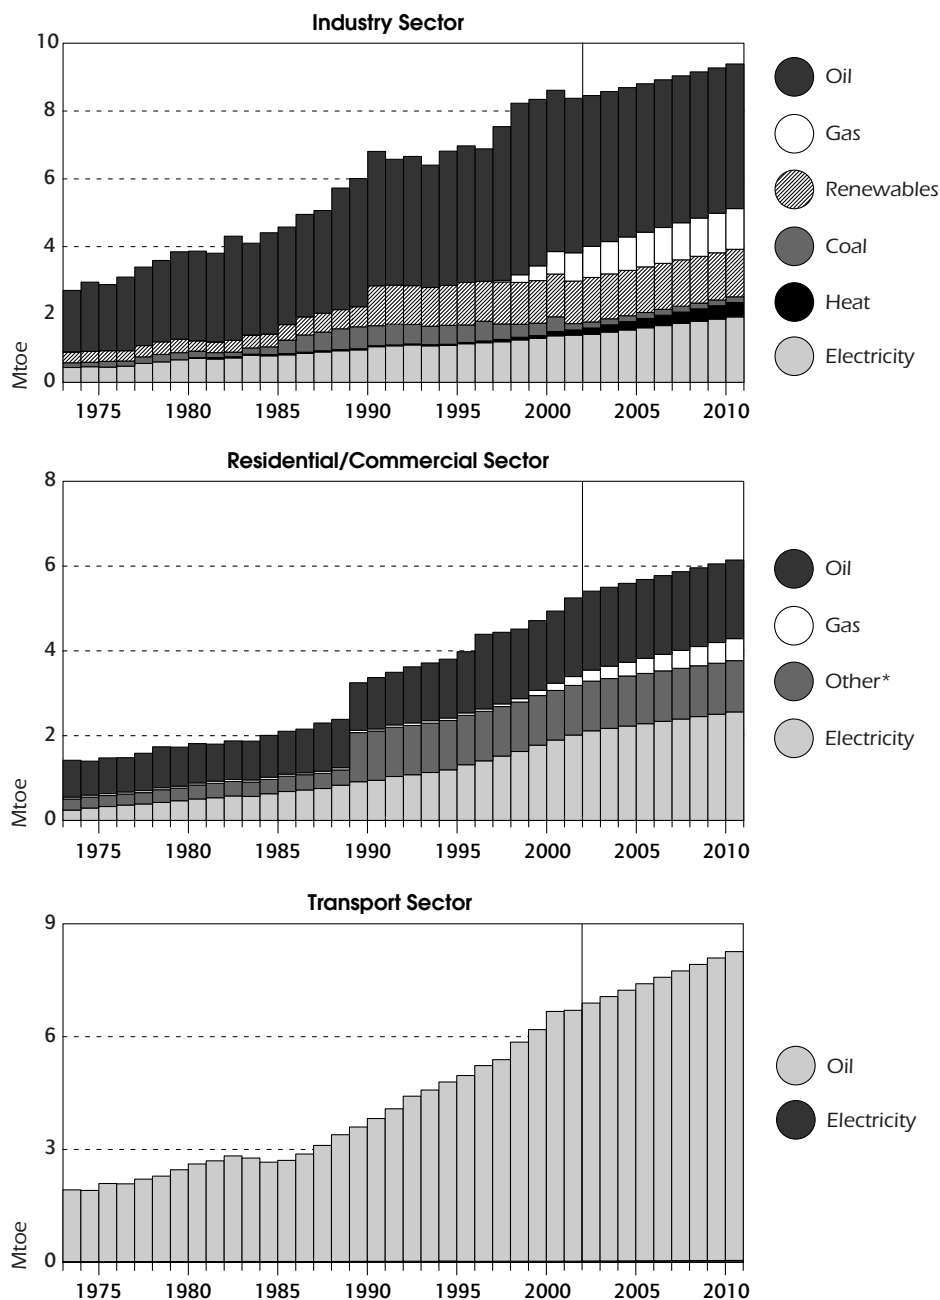 Industry Sector
10
8
6
4
2
0
Mtoe
1975 1980 1985 1990 1995 2000 2005 2010
Oil
Gas
Renewables
Coal
Heat
Electricity
Residential/Commercial Sector
8
6
4
2
0
Mtoe
1975 1980 1985 1990 1995 2000 2005 2010
Oil
Gas
Other*
Electricity
Transport Sector
9
6
3
0
Mtoe
1975 1980 1985 1990 1995 2000 2005 2010
Oil
Electricity